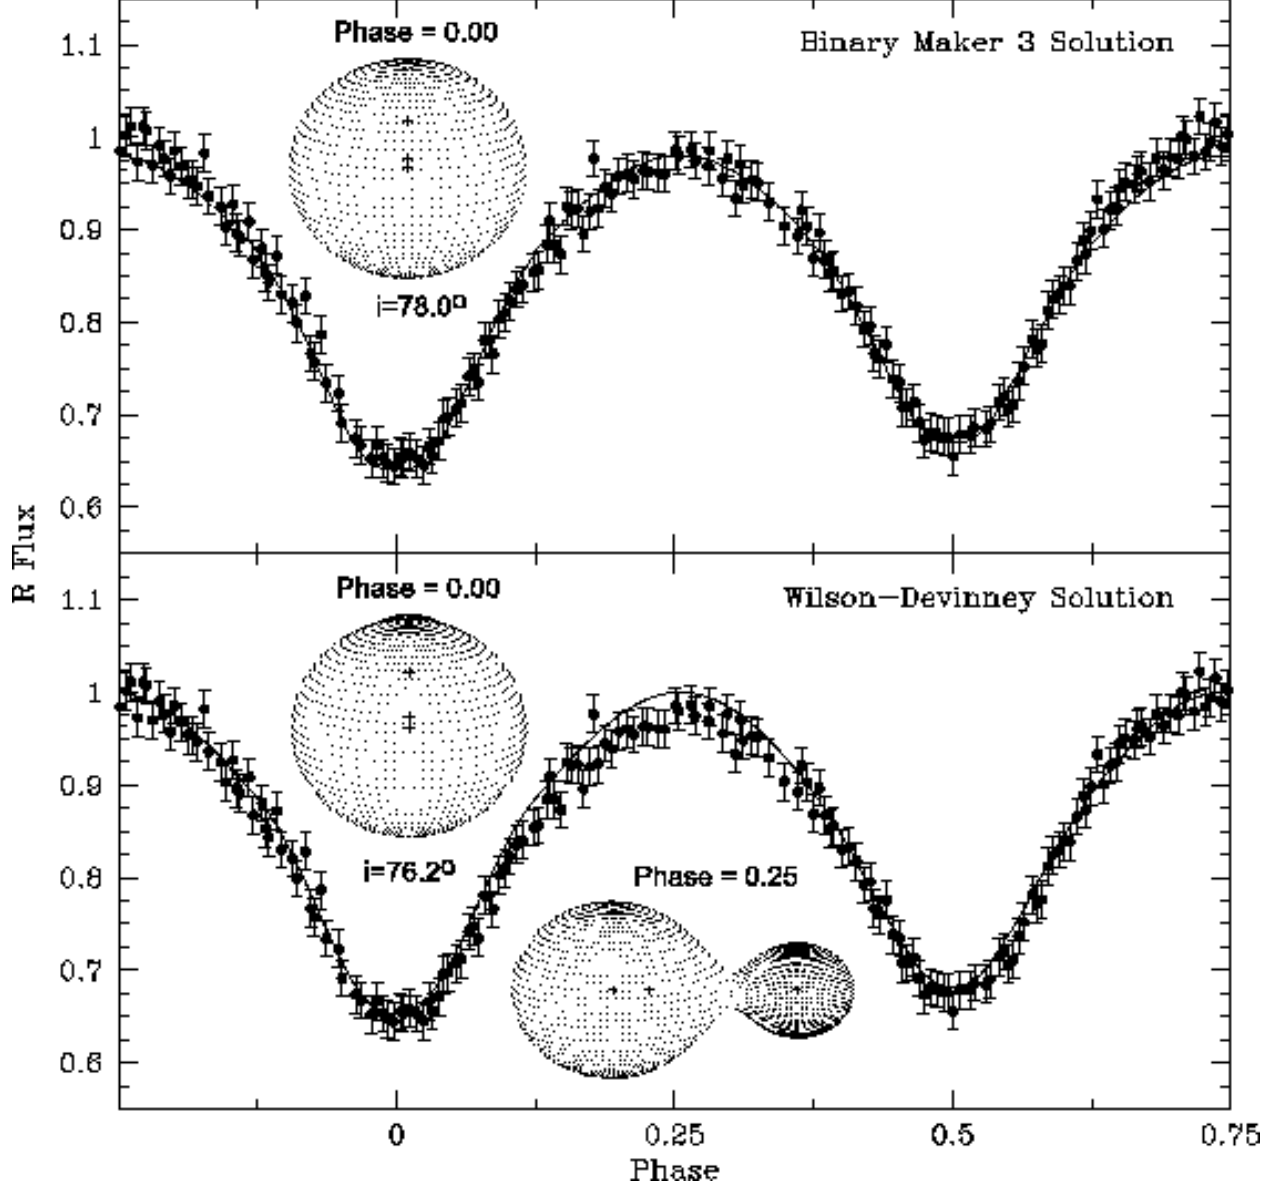 Phase = 0.00
Binary Maker 3 Solution
1.1
1
0.9
i=78.0º
0.8
0.7
0.6
R Flux
Phase = 0.00
Wilson-Devinney Solution
1.1
1
0.9
i=76.2º
Phase = 0.25
0.8
0.7
0.6
0
0.25
0.5
0.75
Phase